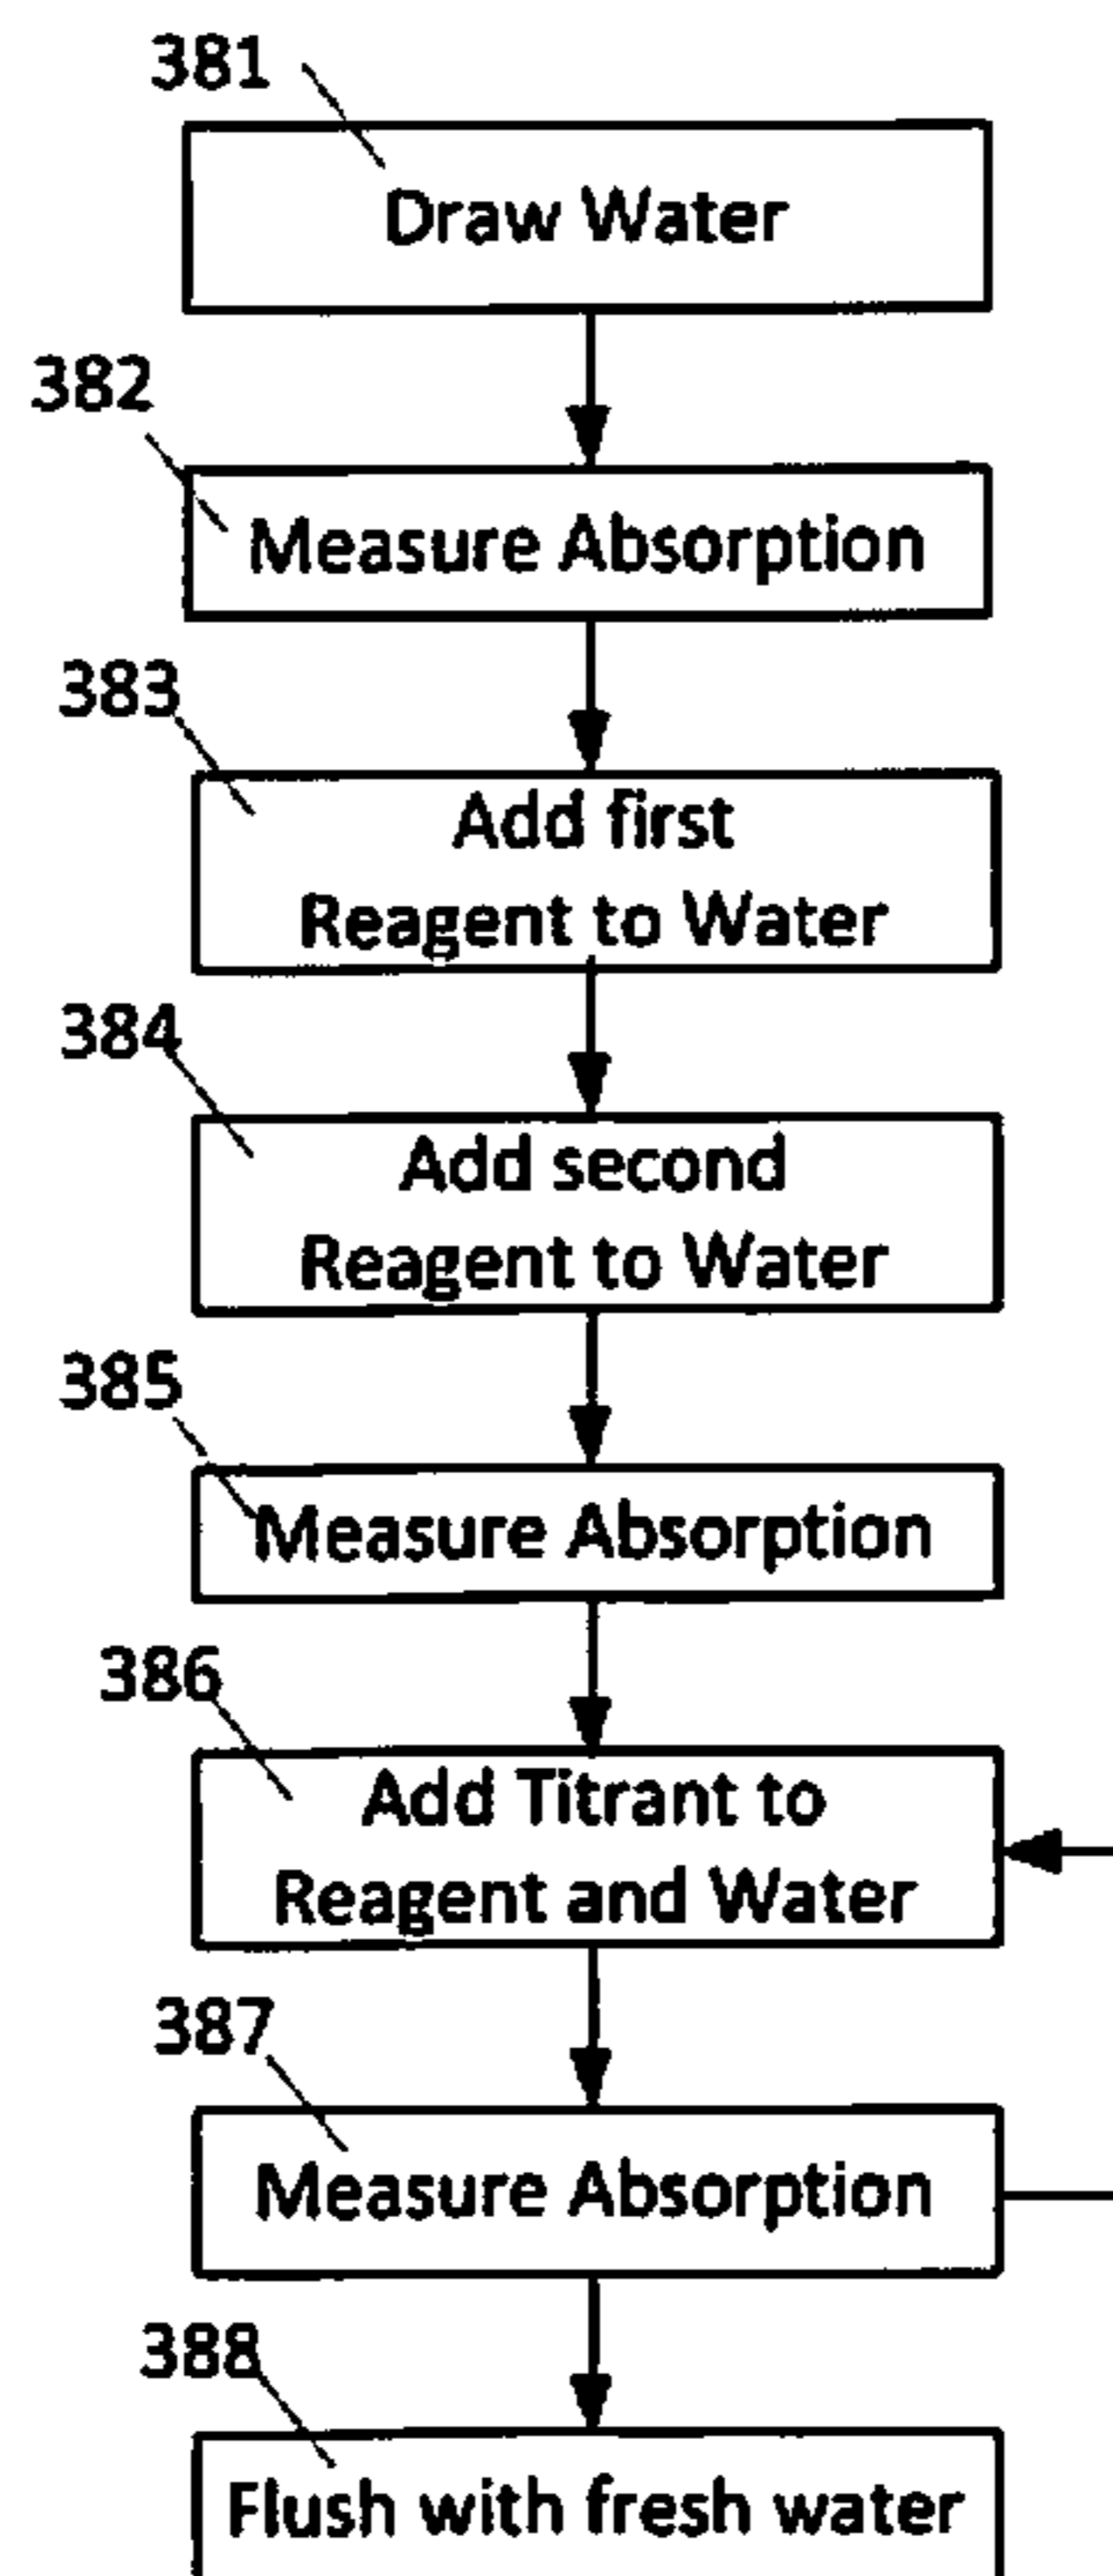 381
Draw Water
382
Measure Absorption
383
Add first
Reagent to Water
384
Add second
Reagent to Water
385
Measure Absorption
386
Add Titrant to
Reagent and Water
387
Measure Absorption
388
Flush with fresh water